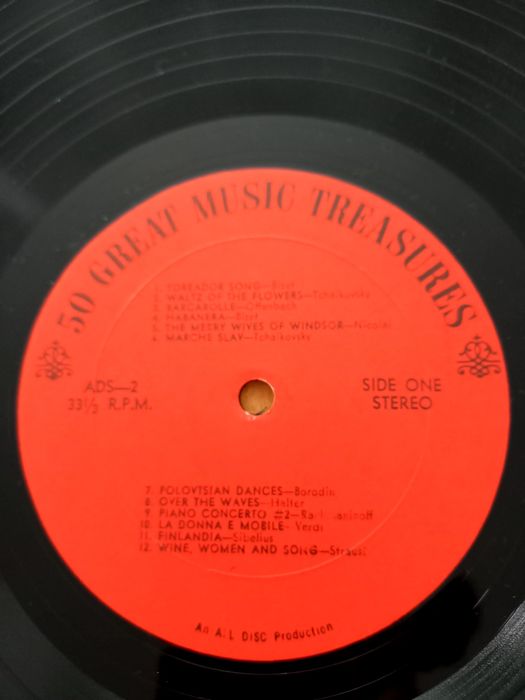 50 GREAT MUSIC TREASURES
1. TOREADOR SONG—Bizet
2. WALTZ OF THE FLOWERS—Tchaikovsky
3. BARCAROLLE—Offenbach
4. HABANERA—Bizet
5. THE MERRY WIVES OF WINDSOR—Nicolai
6. MARCHE SLAV—Tchaikovsky
ADS—2
33⅓ R.P.M.
SIDE ONE
STEREO
7. POLOVTSIAN DANCES—Borodin
8. OVER THE WAVES—Halter
9. PIANO CONCERTO #2—Rachmaninoff
10. LA DONNA E MOBILE—Verdi
11. FINLANDIA—Sibelius
12. WINE, WOMEN AND SONG—Strauss
An A.L DISC Production